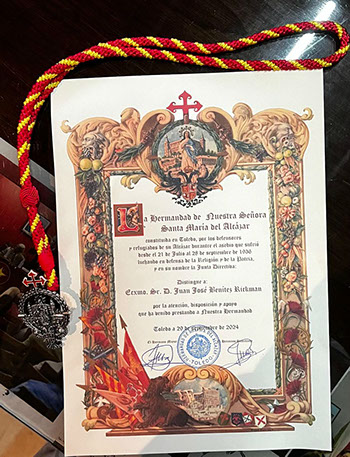 La Hermandad de Nuestra Señora
Santa María del Alcázar
constituida en Toledo, por los defensores
y refugiados de su Alcázar durante el asedio que sufrió
desde el 21 de Julio al 28 de septiembre de 1936
luchando en defensa de la Religión y de la Patria,
y en su nombre la Junta Directiva.
Distingue a:
Excmo. Sr. D. Juan José Benítez Rirkman
por la atención, disposición y apoyo
que ha venido prestando a Nuestra Hermandad
Toledo a 29 de septiembre de 2024
TOLEDO